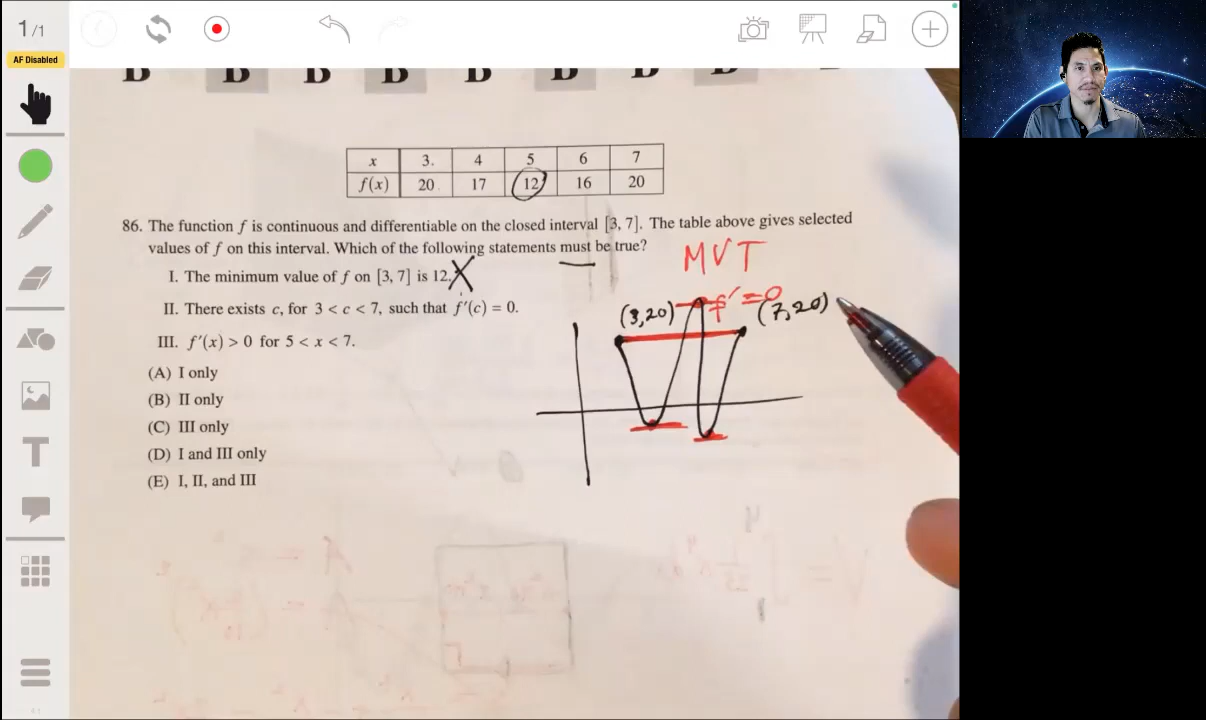 1/1
AF Disabled
B B B B B B B B
x 3. 4 5 6 7
f(x) 20 17 12 16 20
86. The function f is continuous and differentiable on the closed interval [3, 7]. The table above gives selected
values of f on this interval. Which of the following statements must be true?
MVT
I. The minimum value of f on [3, 7] is 12.
II. There exists c, for 3 < c < 7, such that f′(c) = 0.
(3,20) f' = 0 (7,20)
III. f′(x) > 0 for 5 < x < 7.
(A) I only
(B) II only
(C) III only
(D) I and III only
(E) I, II, and III
T